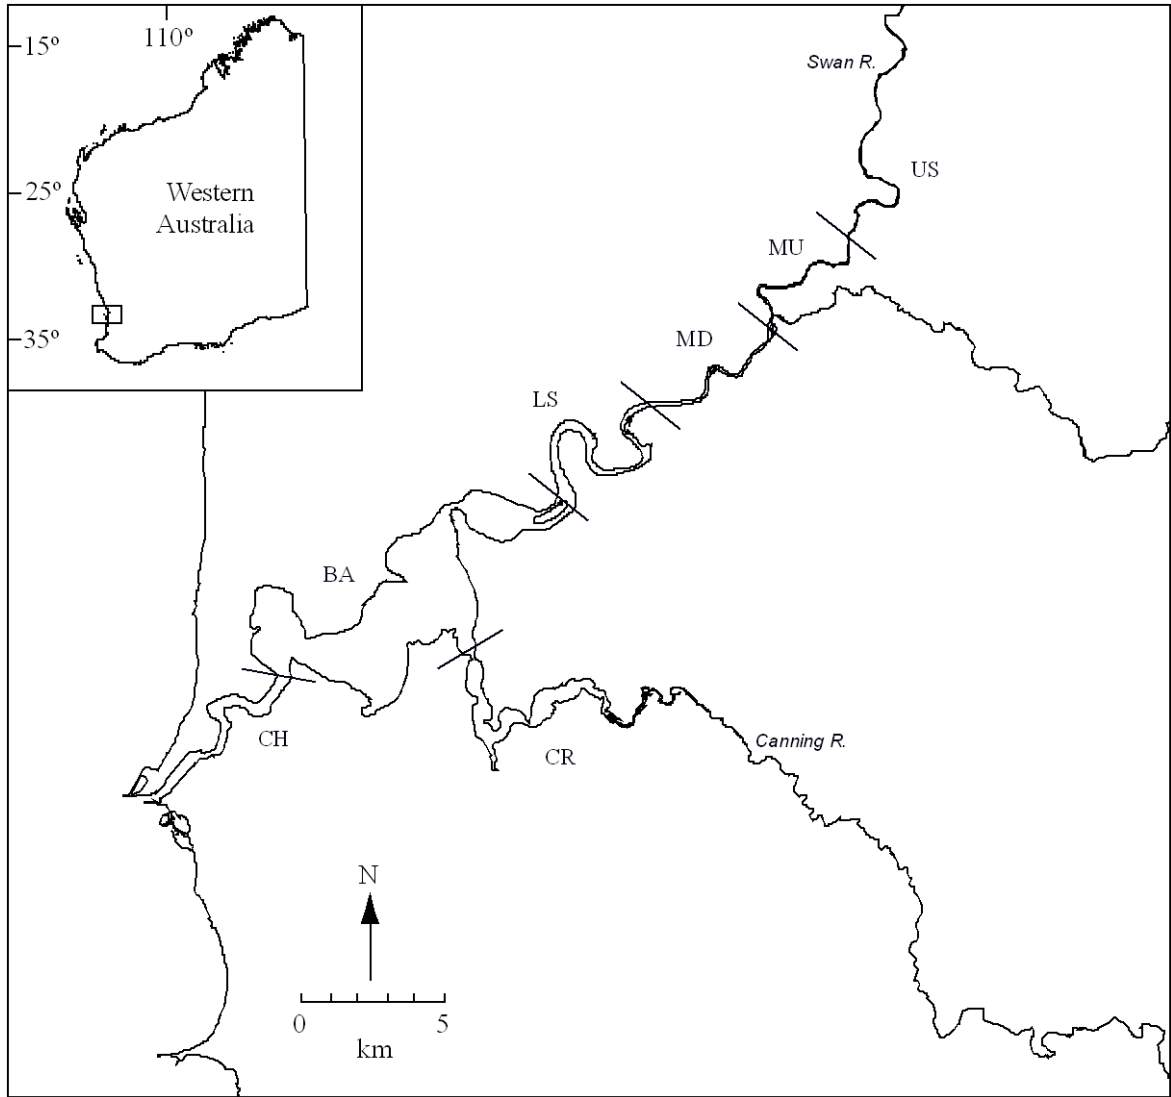 110º
15º
Swan R.
US
25º
Western
Australia
MU
35º
MD
LS
BA
CH
CR
Canning R.
N
0 5
km